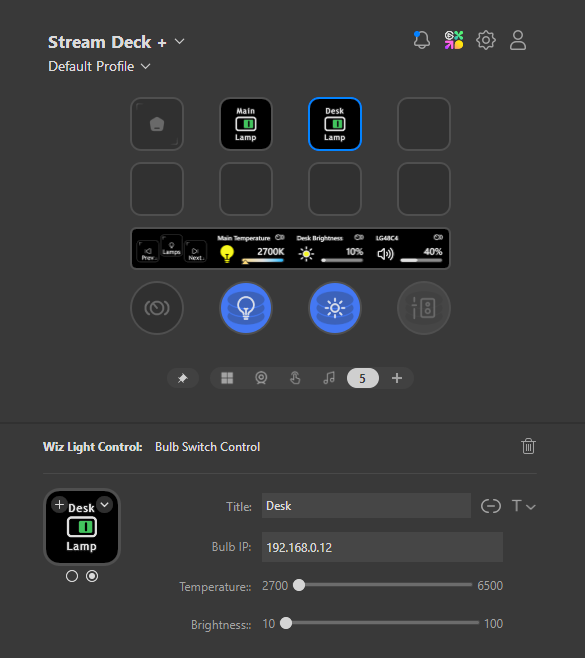 Stream Deck +
Default Profile
Main
Lamp
Desk
Lamp
Prev..
Lamps
Next..
Main Temperature
2700K
Desk Brightness
10%
LG48C4
40%
5
Wiz Light Control: Bulb Switch Control
Desk
Lamp
Title: Desk
T
Bulb IP: 192.168.0.12
Temperature:: 2700 6500
Brightness:: 10 100